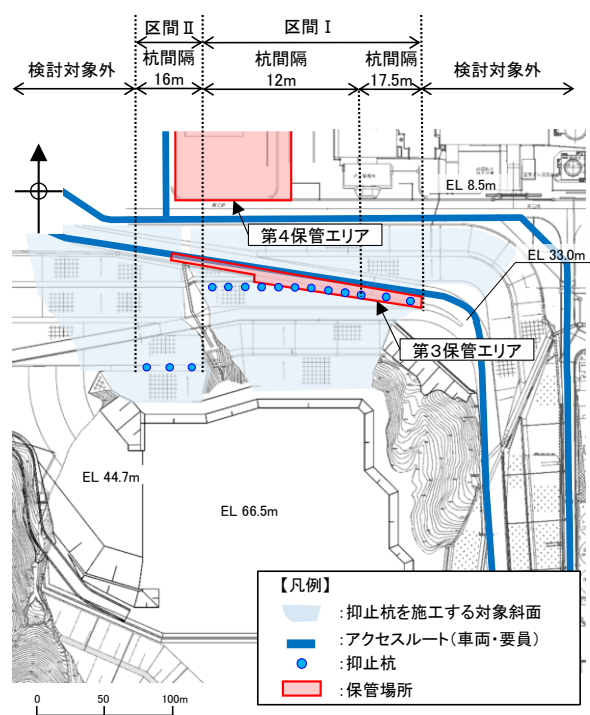 区間Ⅱ
区間Ⅰ
杭間隔
16m
杭間隔
12m
杭間隔
17.5m
検討対象外
検討対象外
EL 8.5m
第4保管エリア
EL 33.0m
第3保管エリア
EL 44.7m
EL 66.5m
【凡例】
:抑止杭を施工する対象斜面
:アクセスルート(車両・要員)
:抑止杭
:保管場所
0 50 100m